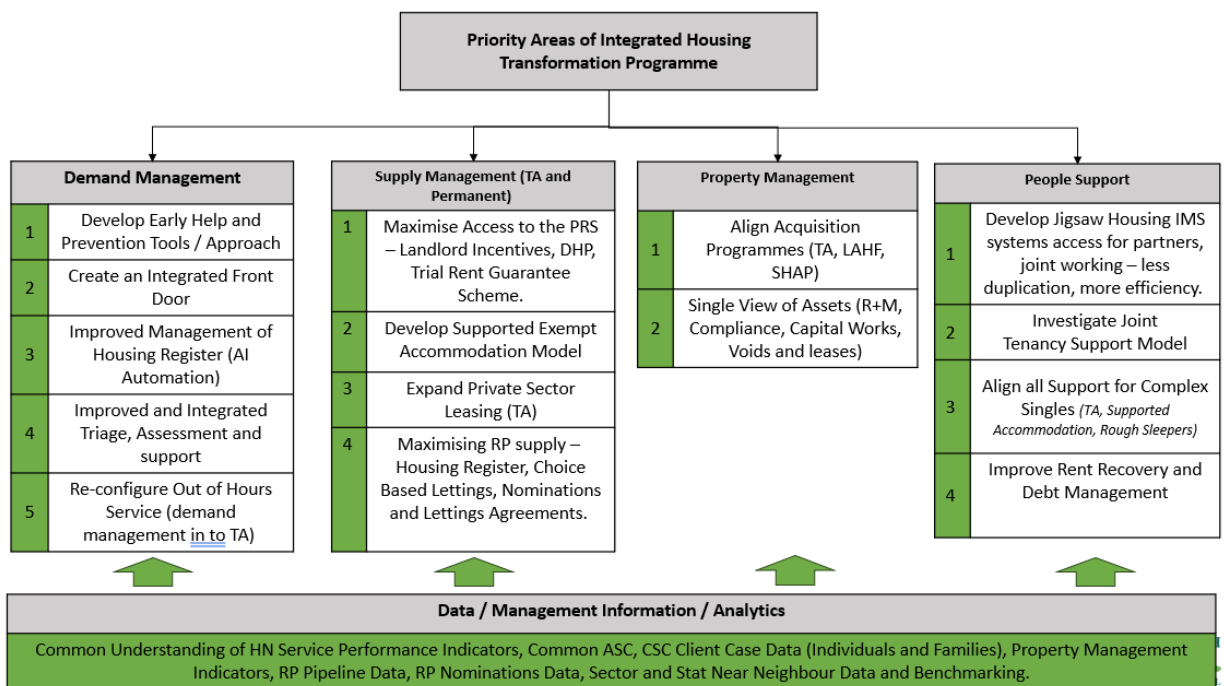 Priority Areas of Integrated Housing
Transformation Programme
Demand Management
1
Develop Early Help and
Prevention Tools / Approach
2
Create an Integrated Front
Door
3
Improved Management of
Housing Register (AI
Automation)
4
Improved and Integrated
Triage, Assessment and
support
5
Re-configure Out of Hours
Service (demand
management in to TA)
Supply Management (TA and
Permanent)
1
Maximise Access to the PRS
– Landlord Incentives, DHP,
Trial Rent Guarantee
Scheme.
2
Develop Supported Exempt
Accommodation Model
3
Expand Private Sector
Leasing (TA)
4
Maximising RP supply –
Housing Register, Choice
Based Lettings, Nominations
and Lettings Agreements.
Property Management
1
Align Acquisition
Programmes (TA, LAHF,
SHAP)
2
Single View of Assets (R+M,
Compliance, Capital Works,
Voids and leases)
People Support
1
Develop Jigsaw Housing IMS
systems access for partners,
joint working – less
duplication, more efficiency.
2
Investigate Joint
Tenancy Support Model
3
Align all Support for Complex
Singles (TA, Supported
Accommodation, Rough Sleepers)
4
Improve Rent Recovery and
Debt Management
Data / Management Information / Analytics
Common Understanding of HN Service Performance Indicators, Common ASC, CSC Client Case Data (Individuals and Families), Property Management
Indicators, RP Pipeline Data, RP Nominations Data, Sector and Stat Near Neighbour Data and Benchmarking.